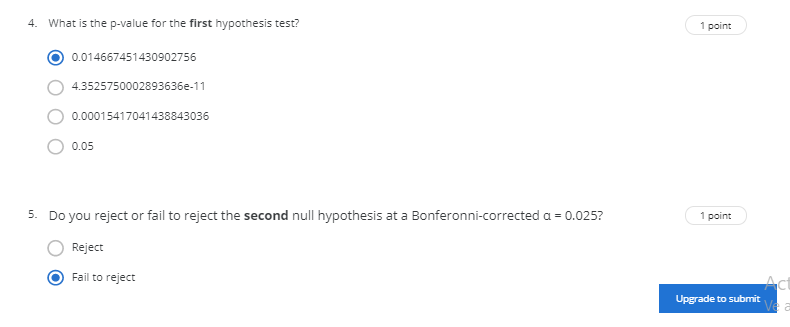 4. What is the p-value for the first hypothesis test?
1 point
0.014667451430902756
4.3525750002893636e-11
0.00015417041438843036
0.05
5. Do you reject or fail to reject the second null hypothesis at a Bonferonni-corrected α = 0.025?
1 point
Reject
Fail to reject
Act
Upgrade to submit